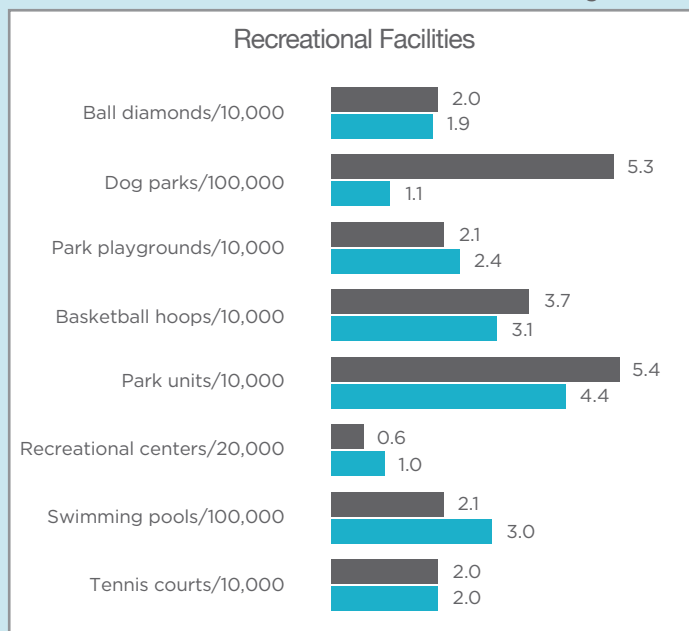 Recreational Facilities
Ball diamonds/10,000
2.0
1.9
Dog parks/100,000
5.3
1.1
Park playgrounds/10,000
2.1
2.4
Basketball hoops/10,000
3.7
3.1
Park units/10,000
5.4
4.4
Recreational centers/20,000
0.6
1.0
Swimming pools/100,000
2.1
3.0
Tennis courts/10,000
2.0
2.0